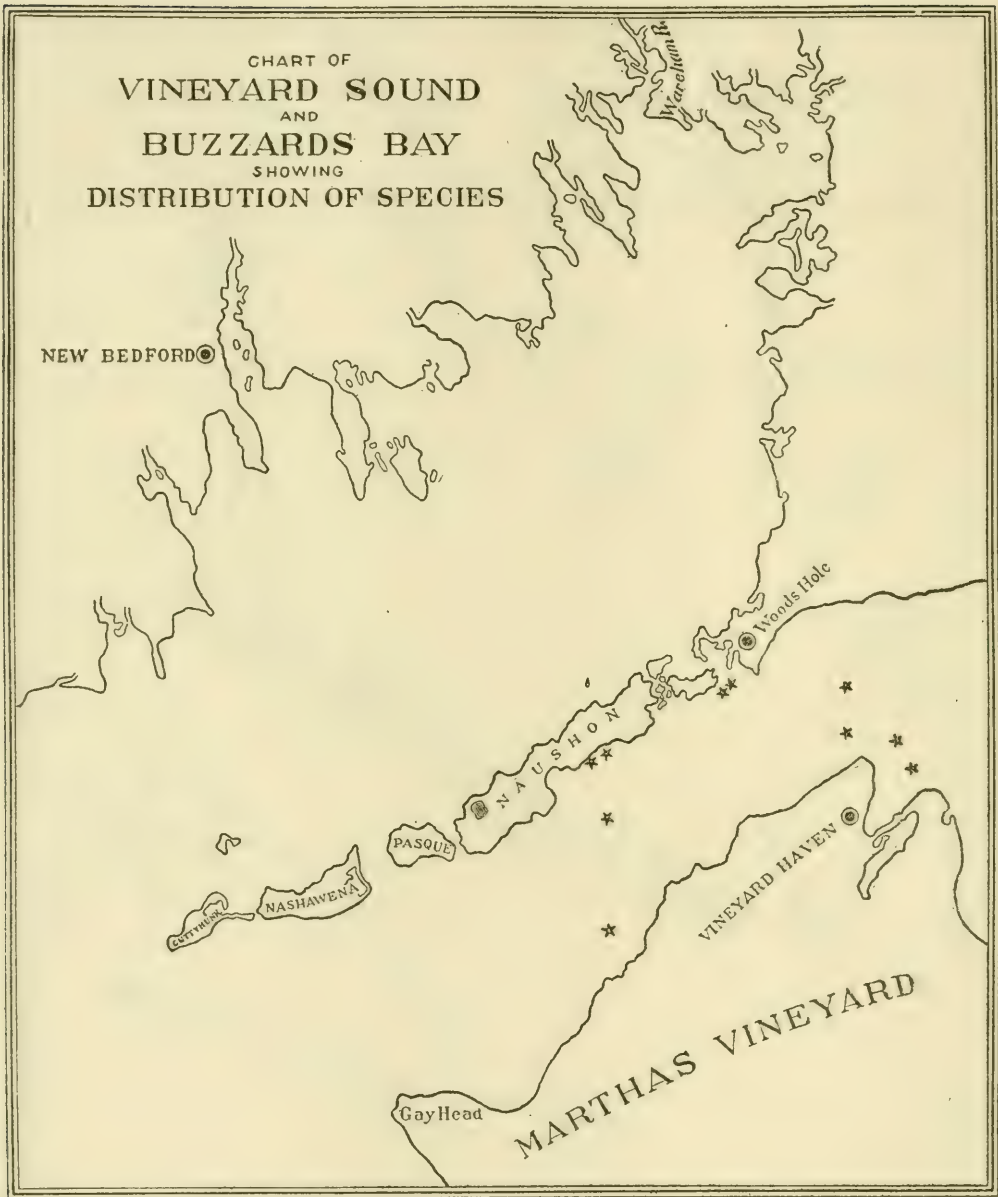 CHART OF
VINEYARD SOUND
AND
BUZZARDS BAY
SHOWING
DISTRIBUTION OF SPECIES
Wareham R.
NEW BEDFORD
Woods Hole
NAUSHON
PASQUE
NASHAWENA
CUTTYHUNK
VINEYARD HAVEN
MARTHAS VINEYARD
Gay Head